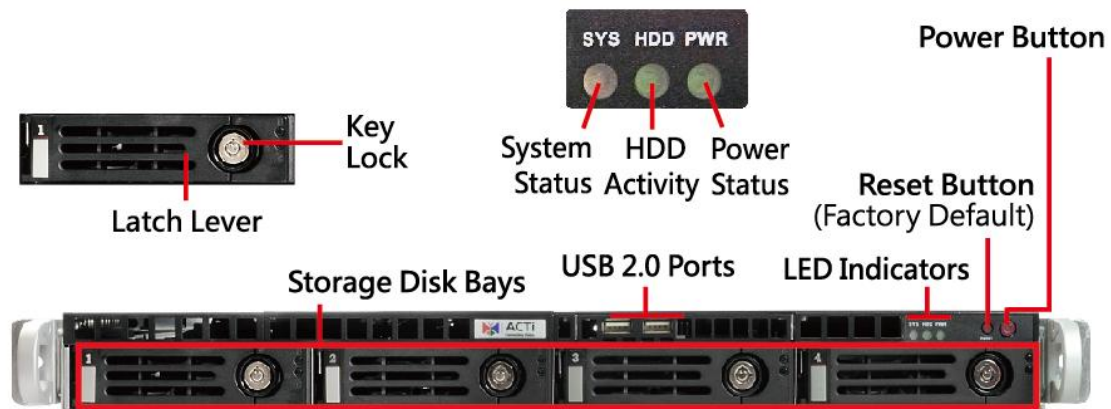 SYS HDD PWR
Power Button
1
Key
Lock
System
Status
HDD
Activity
Power
Status
Latch Lever
Reset Button
(Factory Default)
Storage Disk Bays
USB 2.0 Ports
LED Indicators
ACTi
SYS HDD PWR
1
2
3
4